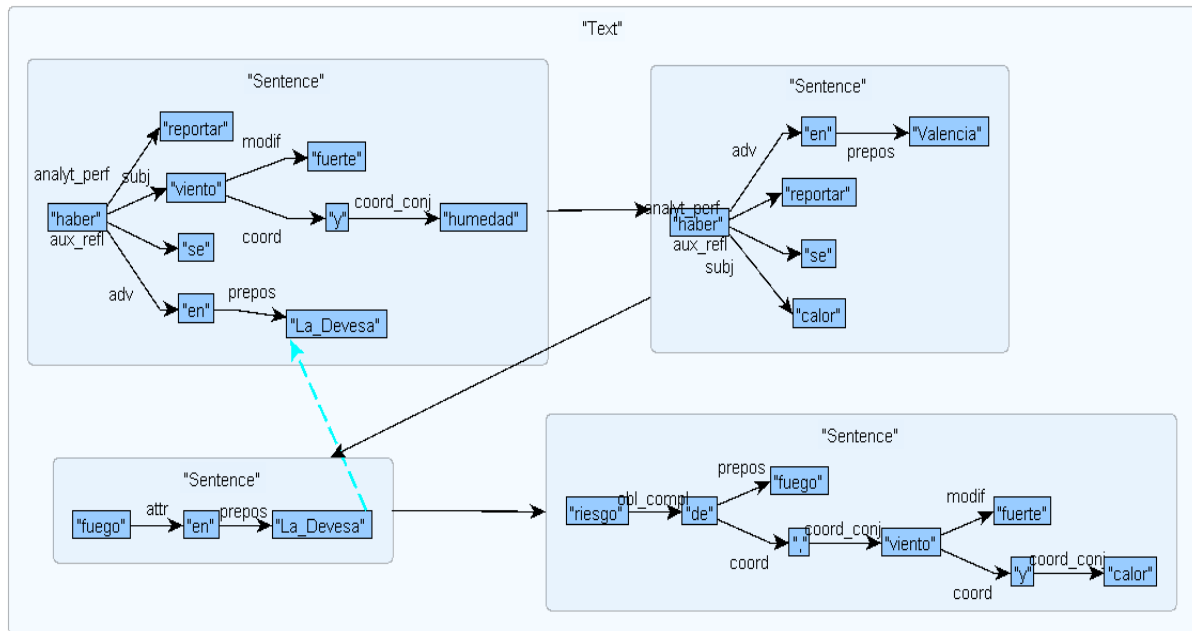 "Text"
"Sentence"
"reportar"
modif
"fuerte"
analyt_perf
subj
"viento"
coord_conj
"haber"
"y"
"humedad"
aux_refl
coord
"se"
adv
prepos
"en"
"La_Devesa"
"Sentence"
"en"
"Valencia"
adv
prepos
"reportar"
analyt_perf
"haber"
aux_refl
"se"
subj
"calor"
"Sentence"
attr
prepos
"fuego"
"en"
"La_Devesa"
"Sentence"
prepos
"fuego"
obl_compl
modif
"riesgo"
"de"
"fuerte"
coord_conj
","
"viento"
coord
coord_conj
"y"
"calor"
coord